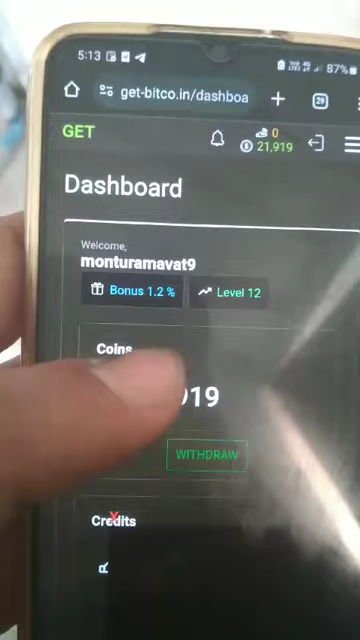 5:13 87%
get-bitco.in/dashboa + 29
GET 0
21,919
Dashboard
Welcome,
monturamavat9
Bonus 1.2 % Level 12
Coins
919
WITHDRAW
Credits